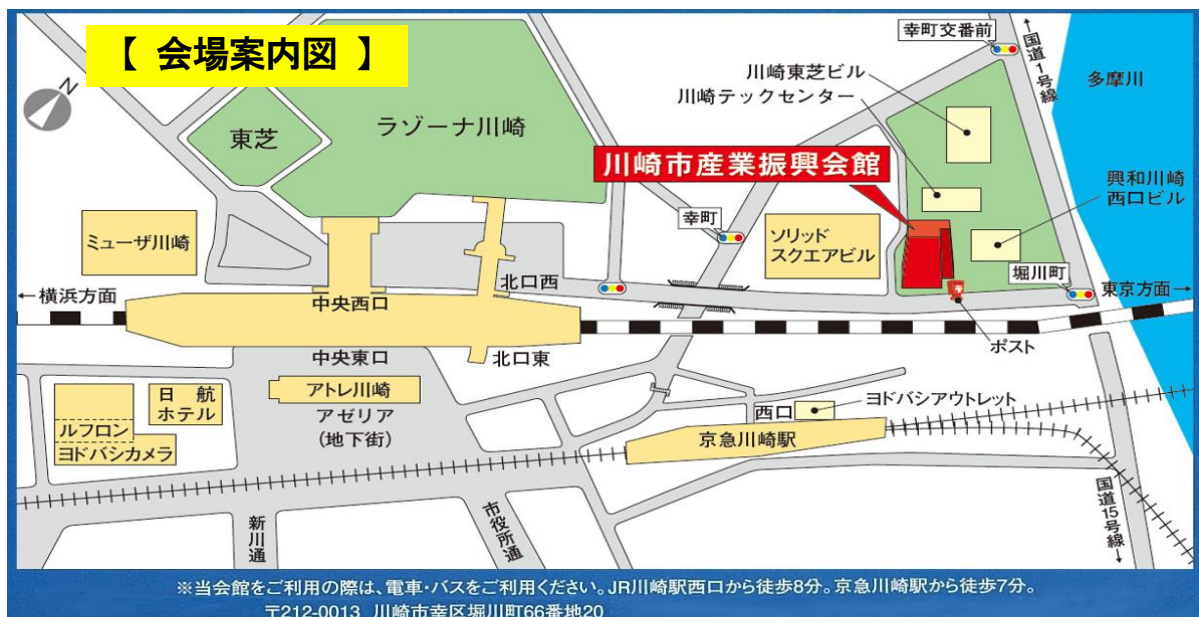 【 会場案内図 】
N
東芝
ラゾーナ川崎
幸町交番前
←国道1号線
多摩川
川崎東芝ビル
川崎テックセンター
川崎市産業振興会館
興和川崎
西口ビル
幸町
ソリッド
スクエアビル
ミューザ川崎
堀川町
北口西
←横浜方面
中央西口
東京方面→
ポスト
中央東口
北口東
アトレ川崎
日航
ホテル
アゼリア
(地下街)
ルフロン
ヨドバシカメラ
西口
ヨドバシアウトレット
京急川崎駅
新川通
市役所通
国道15号線→
※当会館をご利用の際は、電車・バスをご利用ください。JR川崎駅西口から徒歩8分。京急川崎駅から徒歩7分。
〒212-0013 川崎市幸区堀川町66番地20